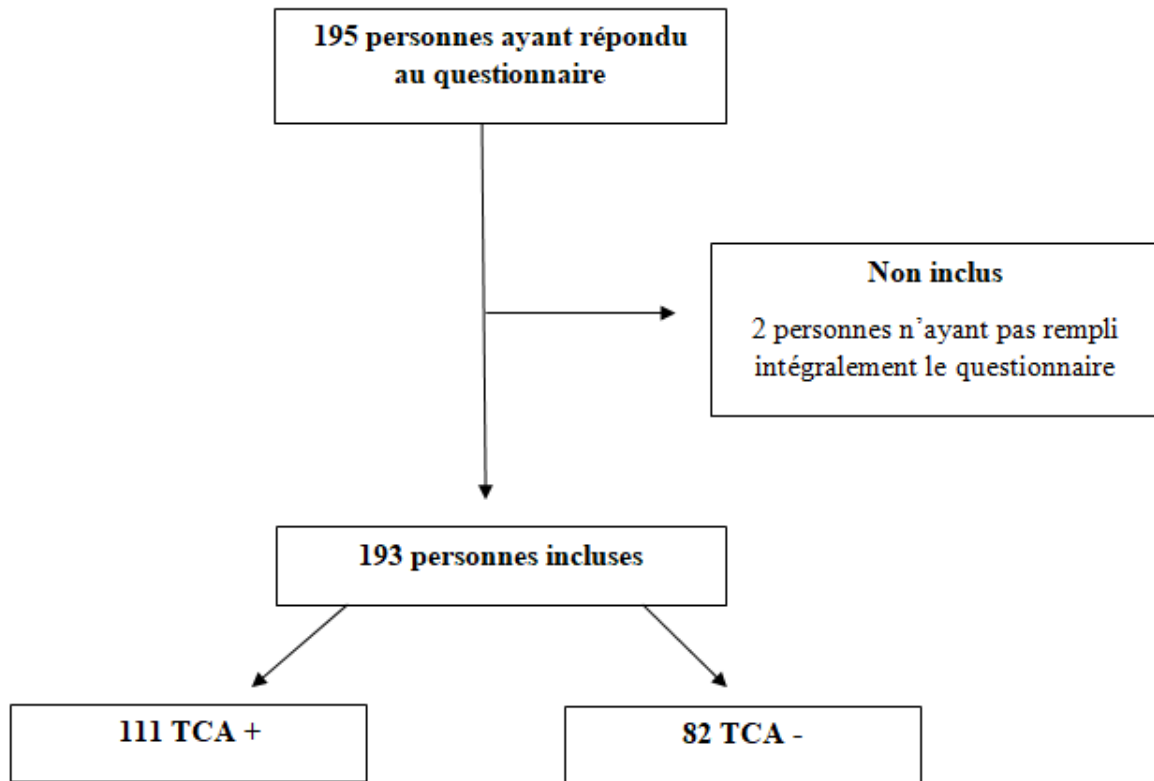 195 personnes ayant répondu
au questionnaire
Non inclus
2 personnes n’ayant pas rempli
intégralement le questionnaire
193 personnes incluses
111 TCA +
82 TCA -